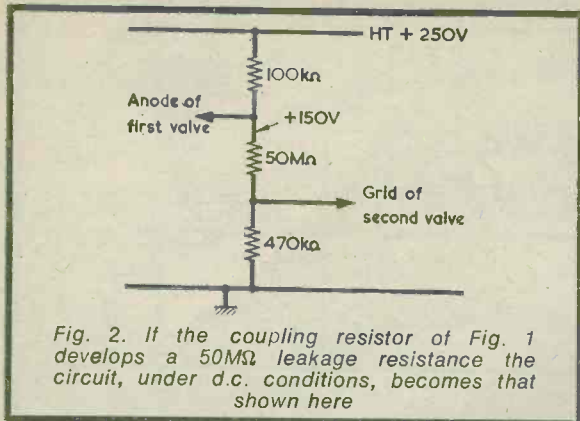 HT + 250V
100kΩ
Anode of
first valve
+150V
50MΩ
Grid of
second valve
470kΩ
Fig. 2. If the coupling resistor of Fig. 1
develops a 50MΩ leakage resistance the
circuit, under d.c. conditions, becomes that
shown here